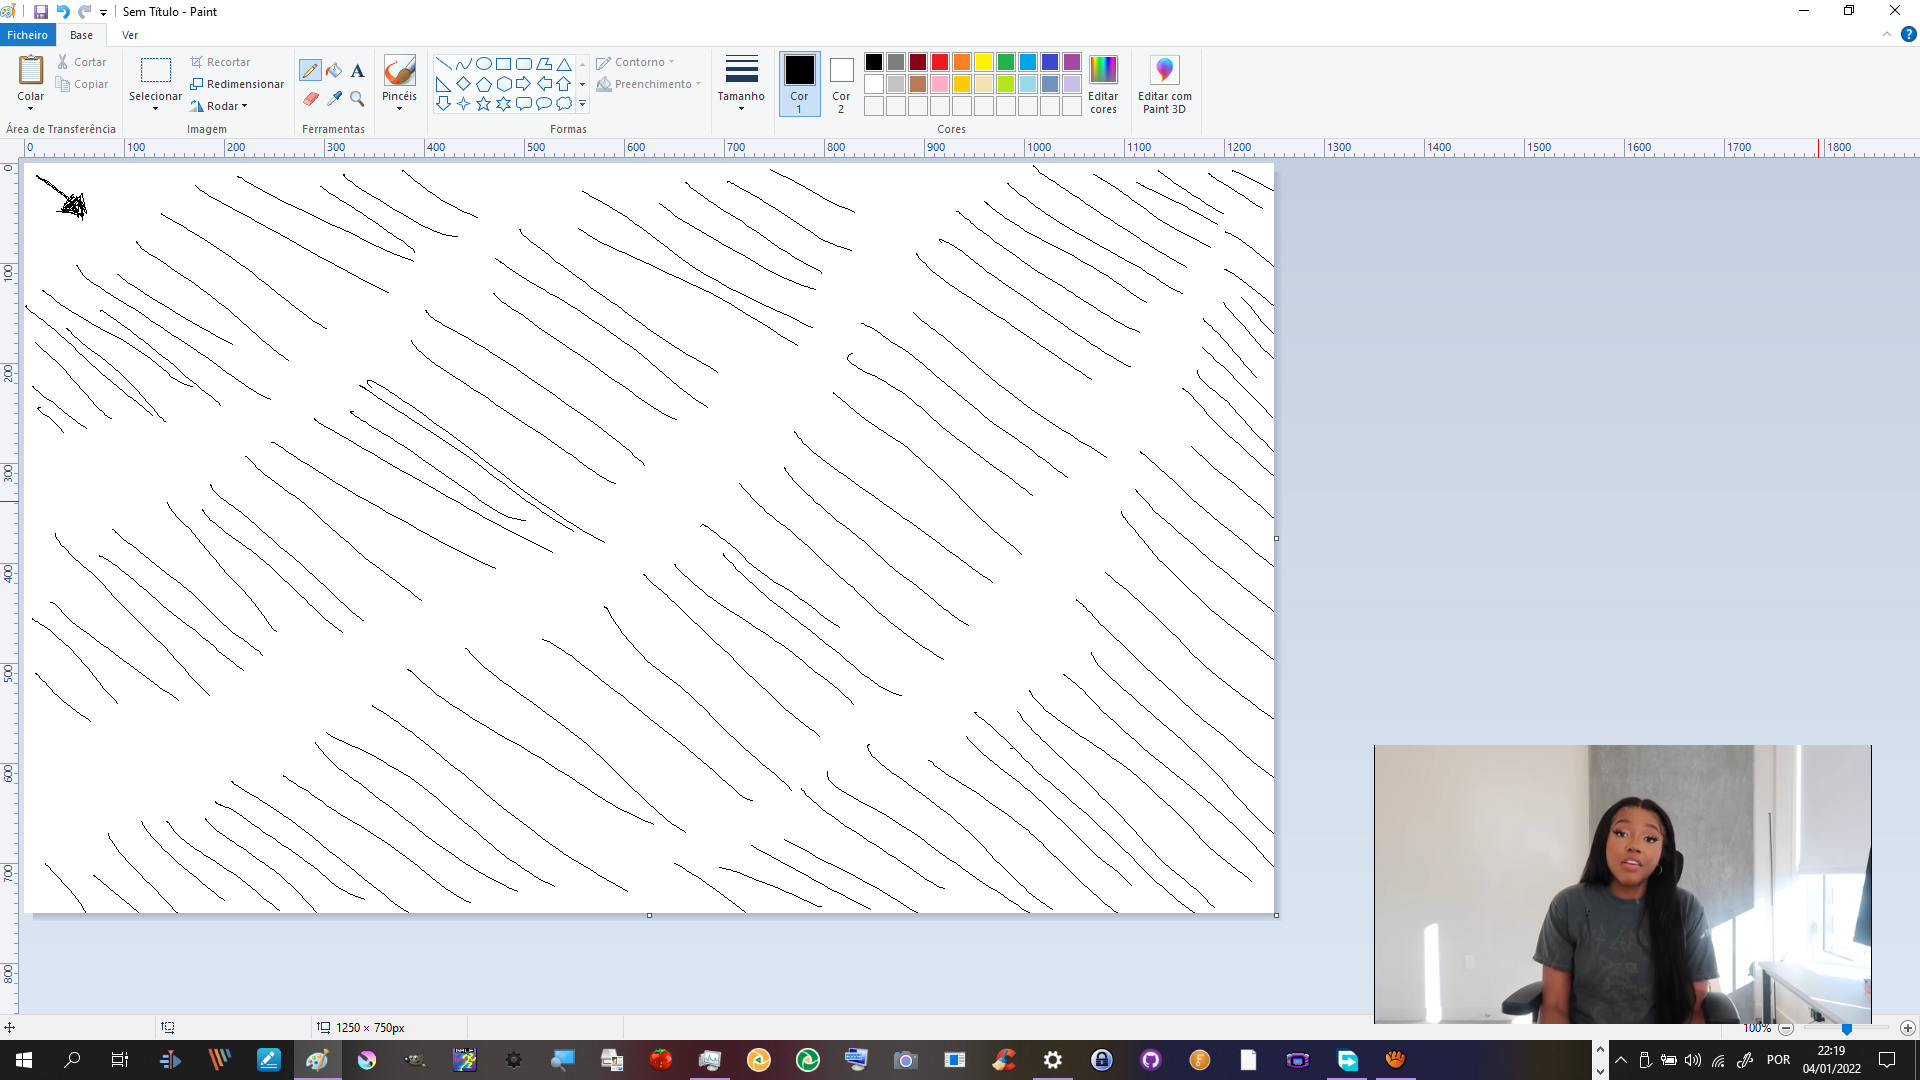 Sem Título - Paint
Ficheiro Base Ver
Colar
Cortar
Copiar
Área de Transferência
Selecionar
Recortar
Redimensionar
Rodar
Imagem
Ferramentas
Pincéis
Contorno
Preenchimento
Formas
Tamanho
Cor
1
Cor
2
Editar
cores
Cores
Editar com
Paint 3D
0 100 200 300 400 500 600 700 800 900 1000 1100 1200 1300 1400 1500 1600 1700 1800
0
100
200
300
400
500
600
700
800
1250 × 750px
100%
POR
22:19
04/01/2022